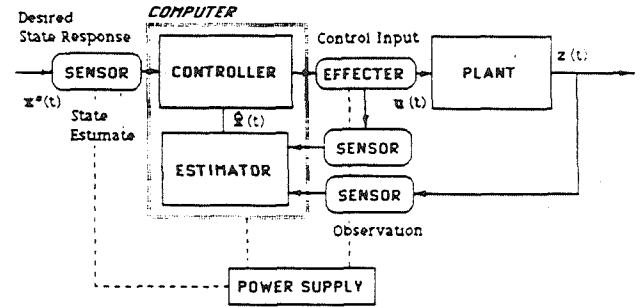 COMPUTER
Desired
State Response
SENSOR
x*(t)
CONTROLLER
Control Input
EFFECTER
u(t)
PLANT
z(t)
State
Estimate
x̂(t)
ESTIMATOR
SENSOR
SENSOR
Observation
POWER SUPPLY